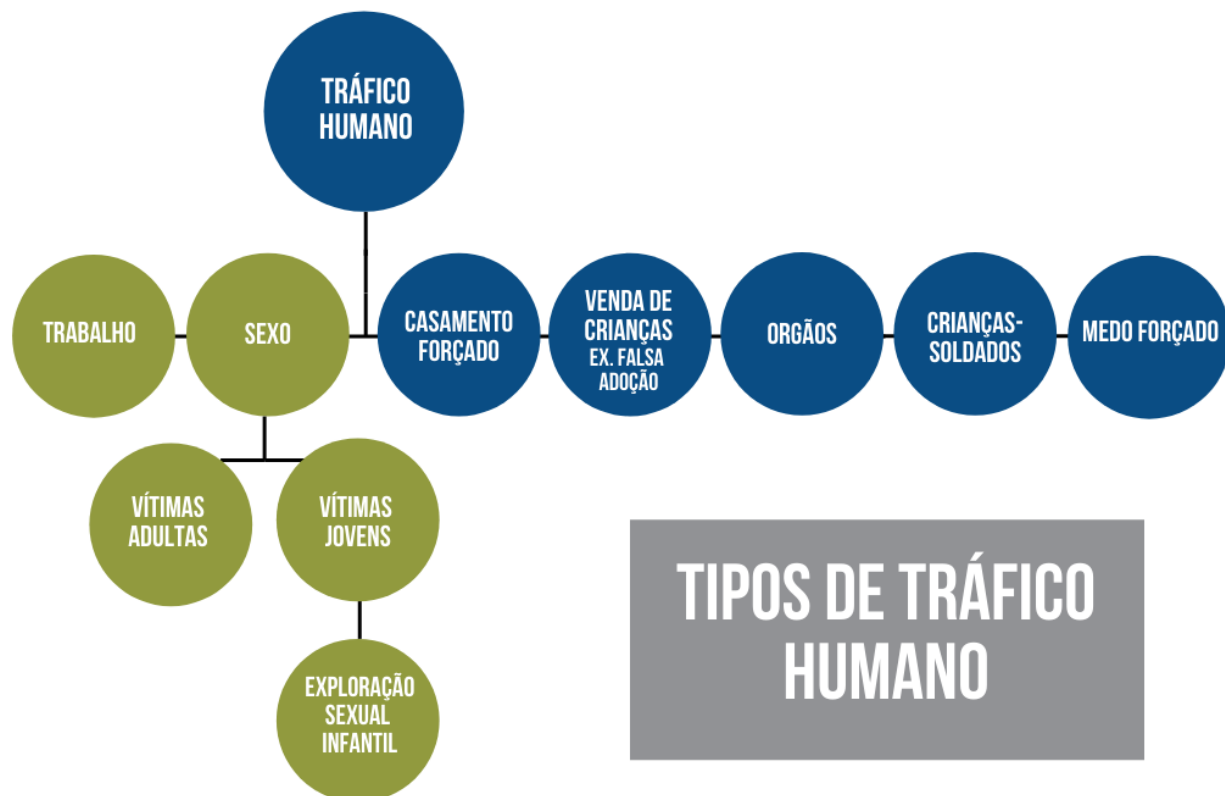 TRÁFICO
HUMANO
TRABALHO
SEXO
CASAMENTO
FORÇADO
VENDA DE
CRIANÇAS
EX. FALSA
ADOÇÃO
ORGÃOS
CRIANÇAS-
SOLDADOS
MEDO FORÇADO
VÍTIMAS
ADULTAS
VÍTIMAS
JOVENS
EXPLORAÇÃO
SEXUAL
INFANTIL
TIPOS DE TRÁFICO
HUMANO